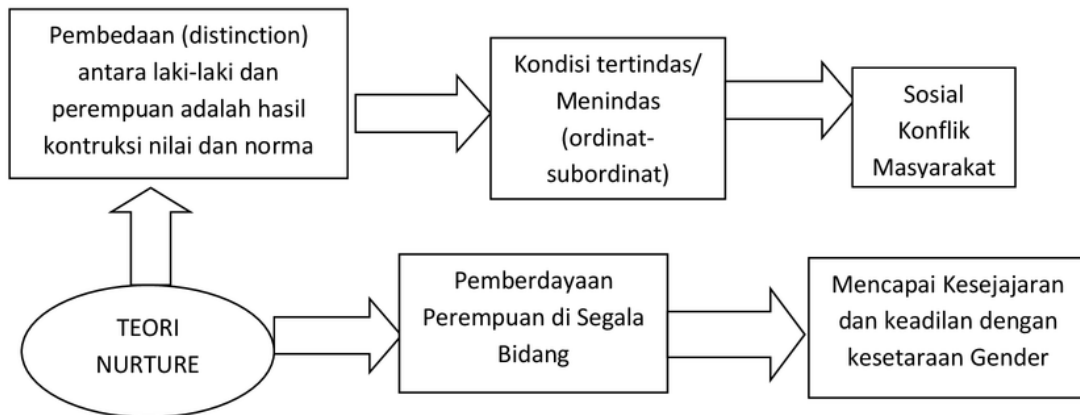 Pembedaan (distinction)
antara laki-laki dan
perempuan adalah hasil
kontruksi nilai dan norma
Kondisi tertindas/
Menindas
(ordinat-
subordinat)
Sosial
Konflik
Masyarakat
TEORI
NURTURE
Pemberdayaan
Perempuan di Segala
Bidang
Mencapai Kesejajaran
dan keadilan dengan
kesetaraan Gender